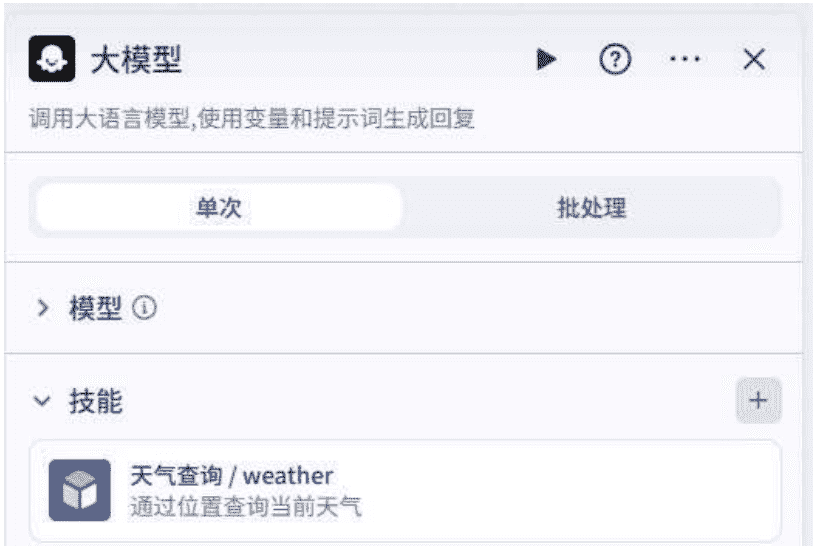 大模型
调用大语言模型,使用变量和提示词生成回复
单次 批处理
模型
技能
天气查询 / weather
通过位置查询当前天气